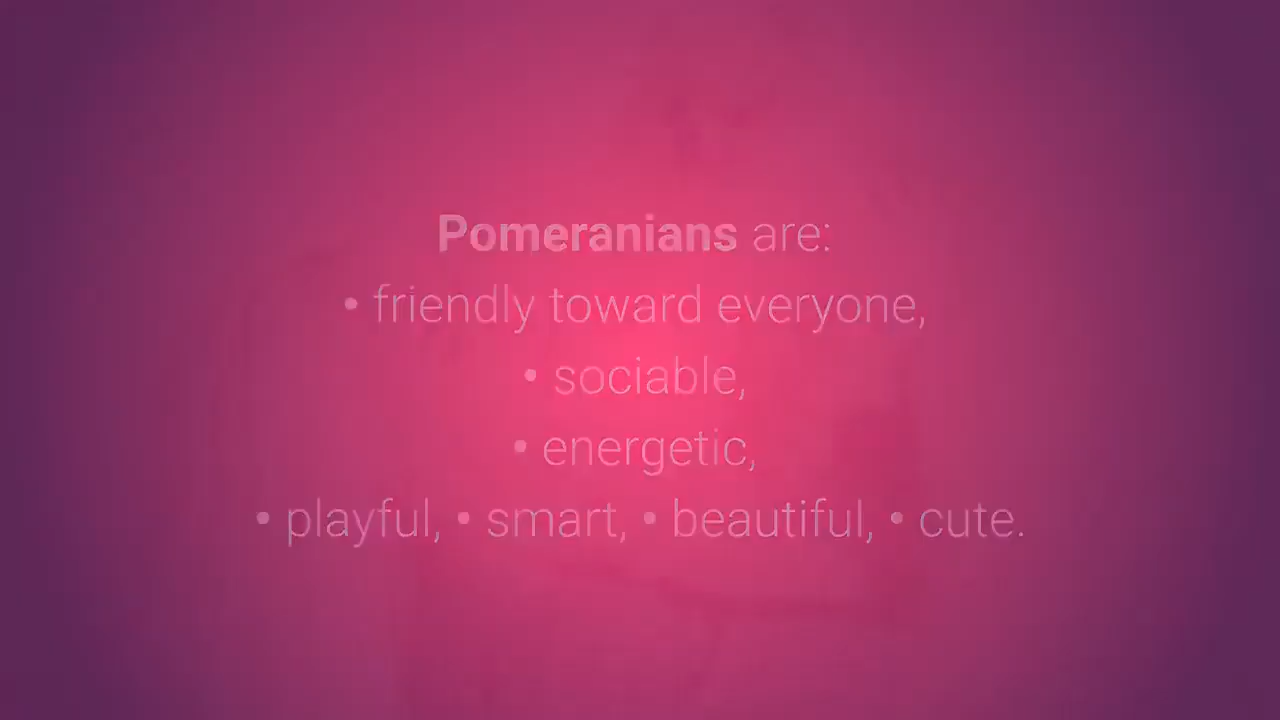 Pomeranians are:
• friendly toward everyone,
• sociable,
• energetic,
• playful, • smart, • beautiful, • cute.